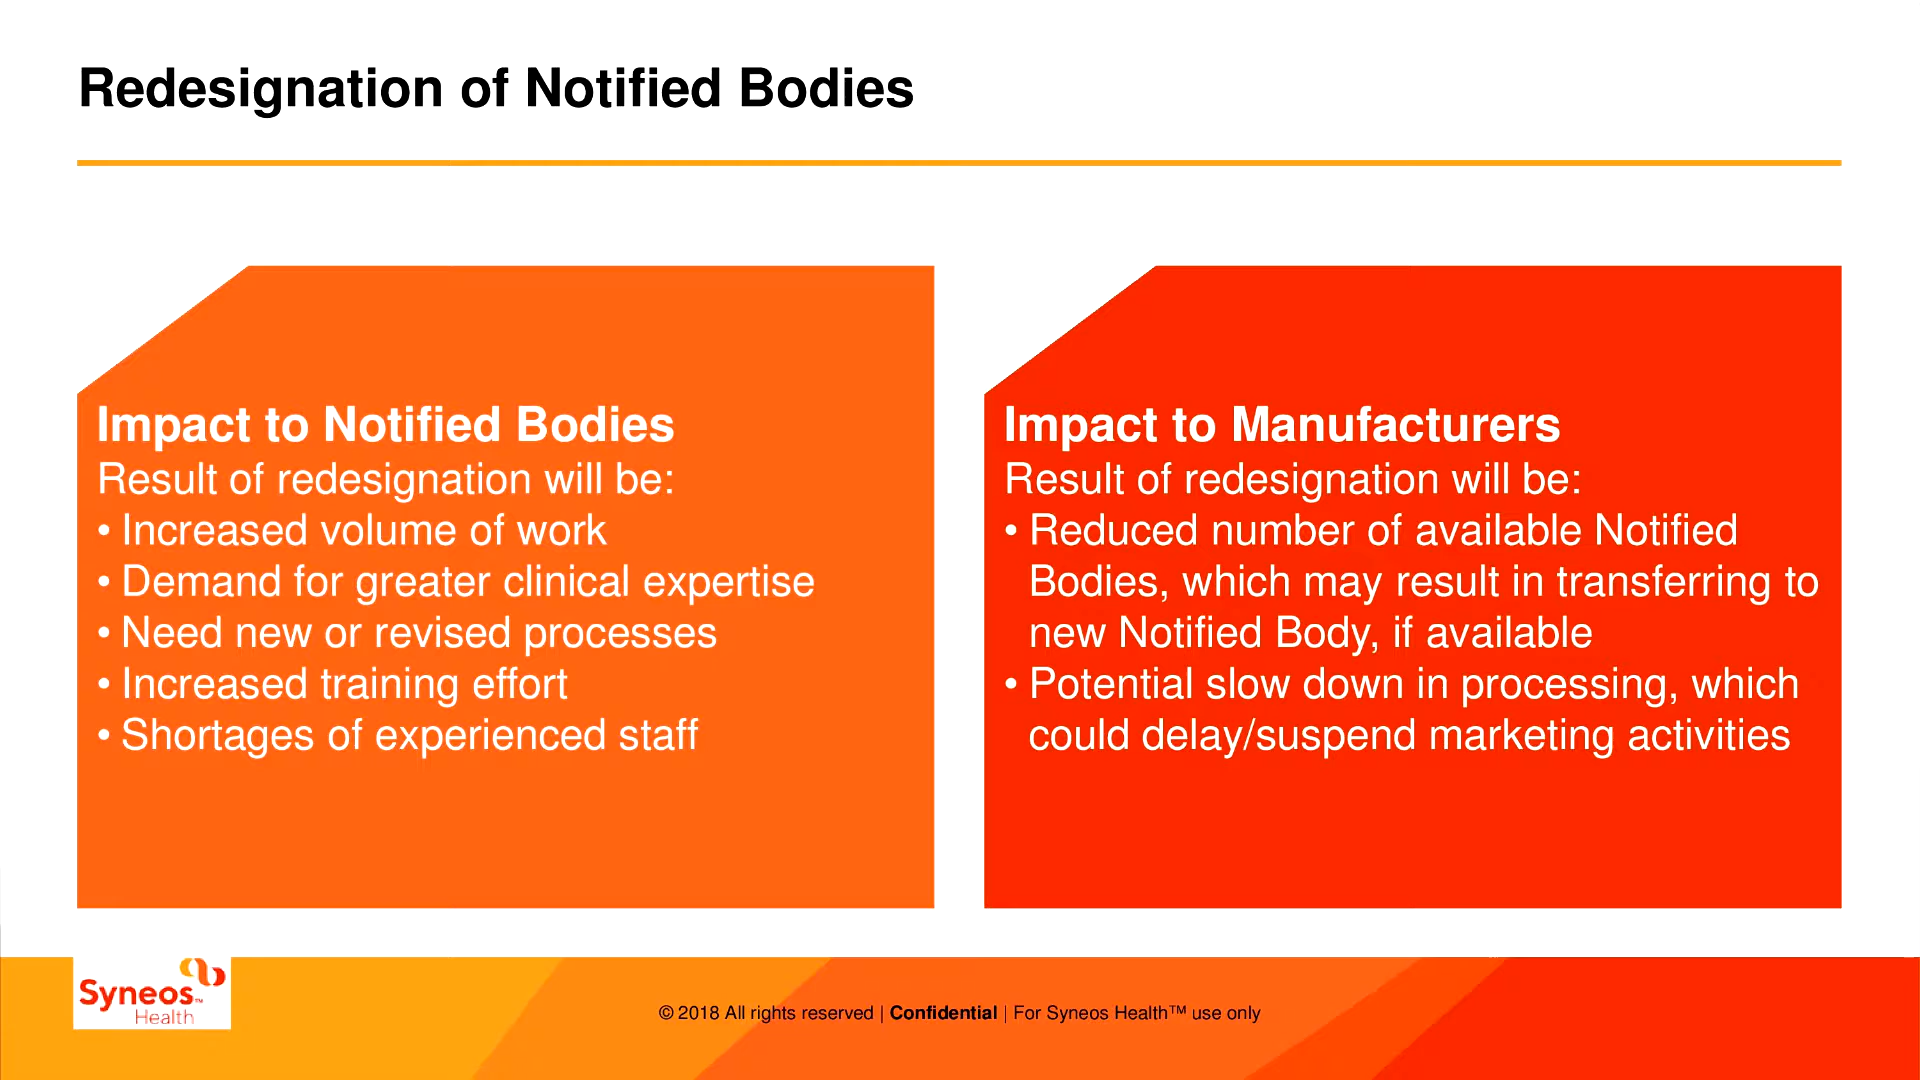 Redesignation of Notified Bodies
Impact to Notified Bodies
Result of redesignation will be:
• Increased volume of work
• Demand for greater clinical expertise
• Need new or revised processes
• Increased training effort
• Shortages of experienced staff
Impact to Manufacturers
Result of redesignation will be:
• Reduced number of available Notified
Bodies, which may result in transferring to
new Notified Body, if available
• Potential slow down in processing, which
could delay/suspend marketing activities
Syneos™
Health
© 2018 All rights reserved | Confidential | For Syneos Health™ use only